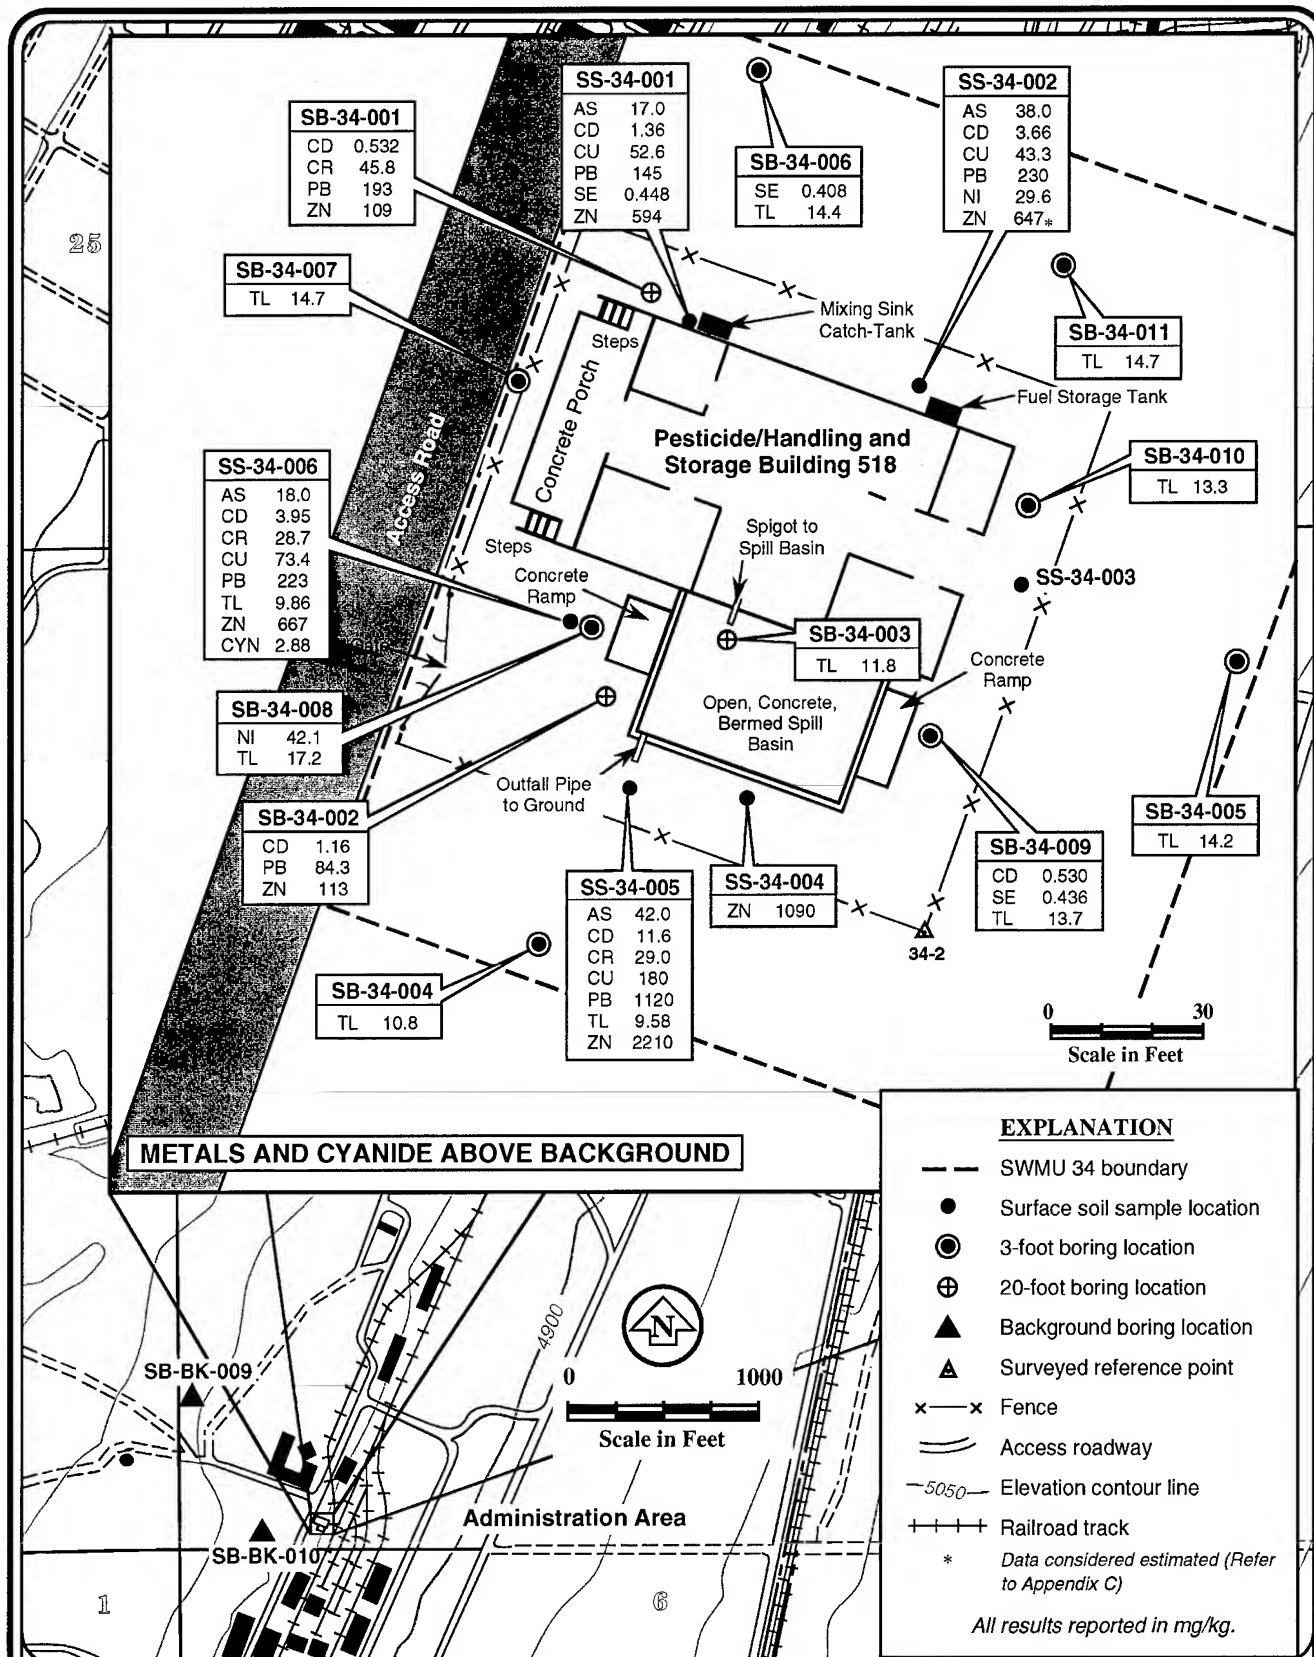 SB-34-001
CD 0.532
CR 45.8
PB 193
ZN 109
SS-34-001
AS 17.0
CD 1.36
CU 52.6
PB 145
SE 0.448
ZN 594
SB-34-006
SE 0.408
TL 14.4
SS-34-002
AS 38.0
CD 3.66
CU 43.3
PB 230
NI 29.6
ZN 647*
25
SB-34-007
TL 14.7
Mixing Sink
Catch-Tank
Steps
SB-34-011
TL 14.7
Fuel Storage Tank
Concrete Porch
Access Road
Pesticide/Handling and
Storage Building 518
SB-34-010
TL 13.3
SS-34-006
AS 18.0
CD 3.95
CR 28.7
CU 73.4
PB 223
TL 9.86
ZN 667
CYN 2.88
Steps
Spigot to
Spill Basin
Concrete
Ramp
SS-34-003
SB-34-003
TL 11.8
Concrete
Ramp
SB-34-008
NI 42.1
TL 17.2
Open, Concrete,
Bermed Spill
Basin
Outfall Pipe
to Ground
SB-34-002
CD 1.16
PB 84.3
ZN 113
SB-34-005
TL 14.2
SB-34-009
CD 0.530
SE 0.436
TL 13.7
SS-34-005
AS 42.0
CD 11.6
CR 29.0
CU 180
PB 1120
TL 9.58
ZN 2210
SS-34-004
ZN 1090
34-2
SB-34-004
TL 10.8
0 30
Scale in Feet
METALS AND CYANIDE ABOVE BACKGROUND
EXPLANATION
SWMU 34 boundary
Surface soil sample location
3-foot boring location
20-foot boring location
Background boring location
Surveyed reference point
Fence
Access roadway
5050 Elevation contour line
Railroad track
* Data considered estimated (Refer
to Appendix C)
All results reported in mg/kg.
4900
N
0 1000
Scale in Feet
SB-BK-009
Administration Area
SB-BK-010
1
6